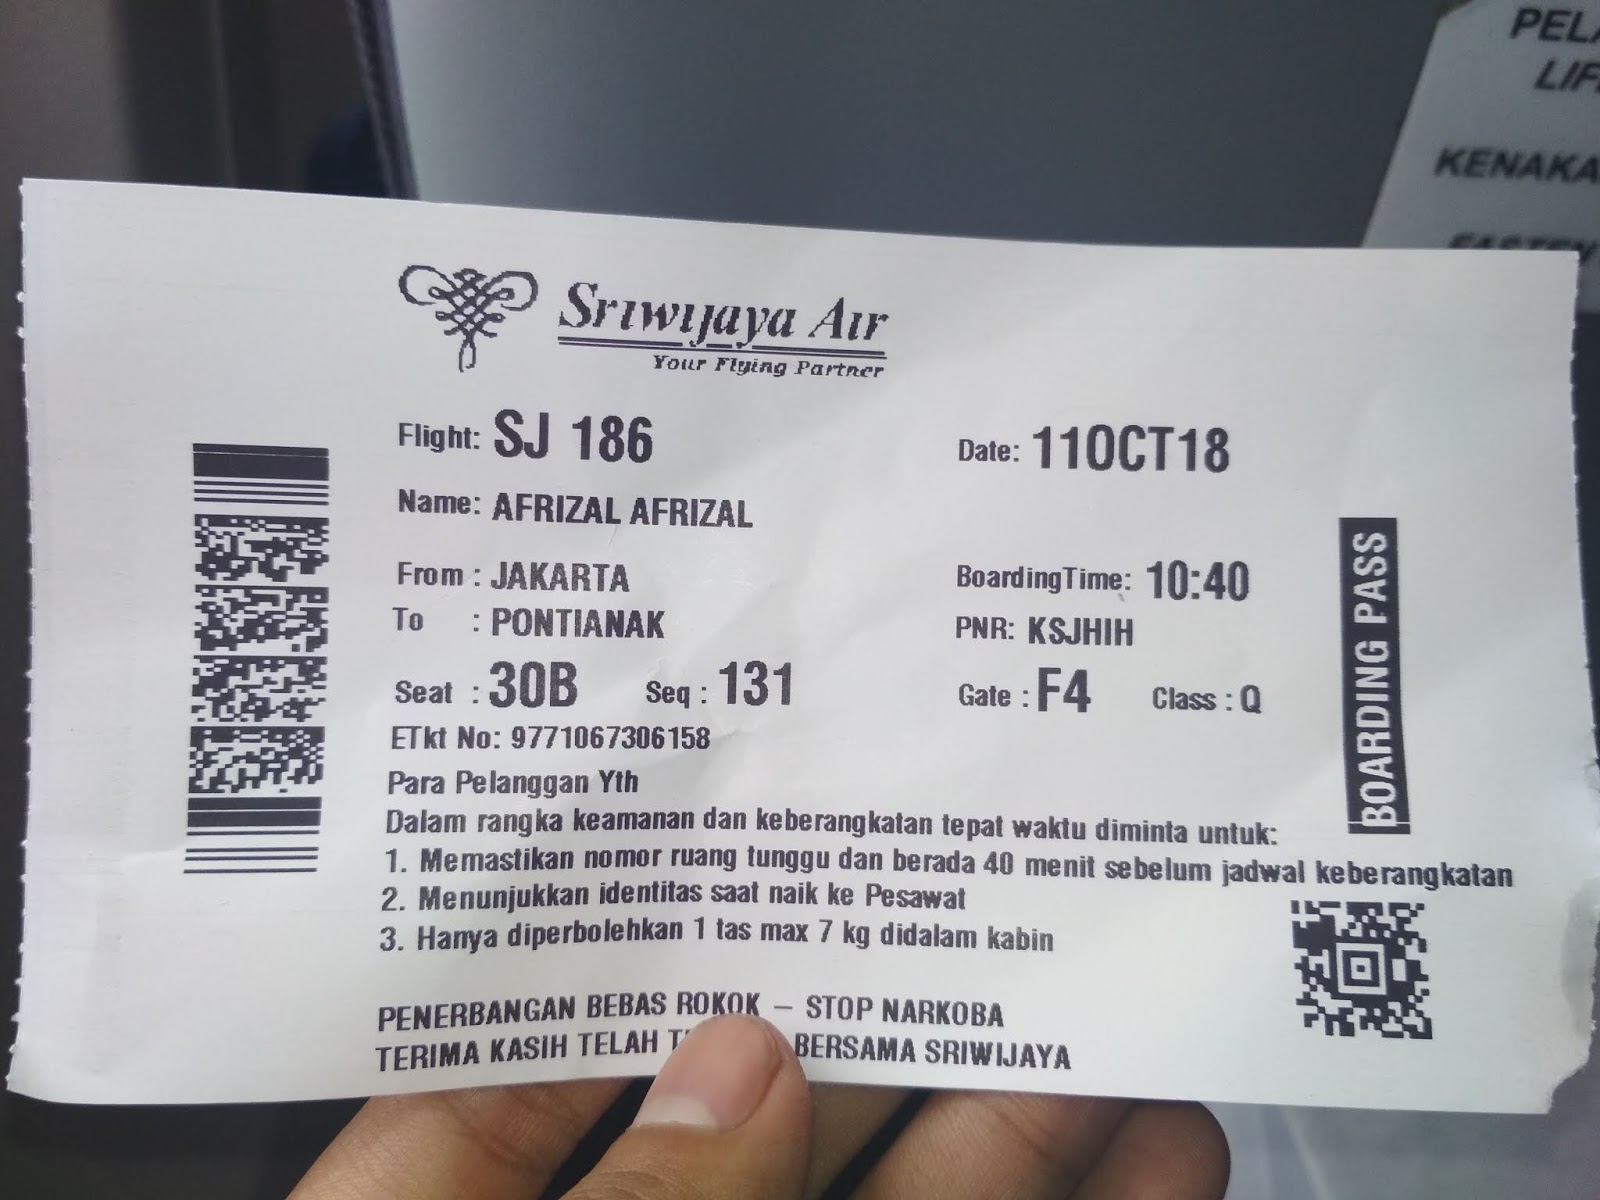 PELA
LIF
KENAKA
FASTEN
Sriwijaya Air
Your Flying Partner
Flight: SJ 186
Date: 11OCT18
Name: AFRIZAL AFRIZAL
From : JAKARTA
BoardingTime: 10:40
To : PONTIANAK
PNR: KSJHIH
Seat : 30B Seq : 131
Gate : F4 Class : Q
ETkt No: 9771067306158
BOARDING PASS
Para Pelanggan Yth
Dalam rangka keamanan dan keberangkatan tepat waktu diminta untuk:
1. Memastikan nomor ruang tunggu dan berada 40 menit sebelum jadwal keberangkatan
2. Menunjukkan identitas saat naik ke Pesawat
3. Hanya diperbolehkan 1 tas max 7 kg didalam kabin
PENERBANGAN BEBAS ROKOK – STOP NARKOBA
TERIMA KASIH TELAH BERSAMA SRIWIJAYA